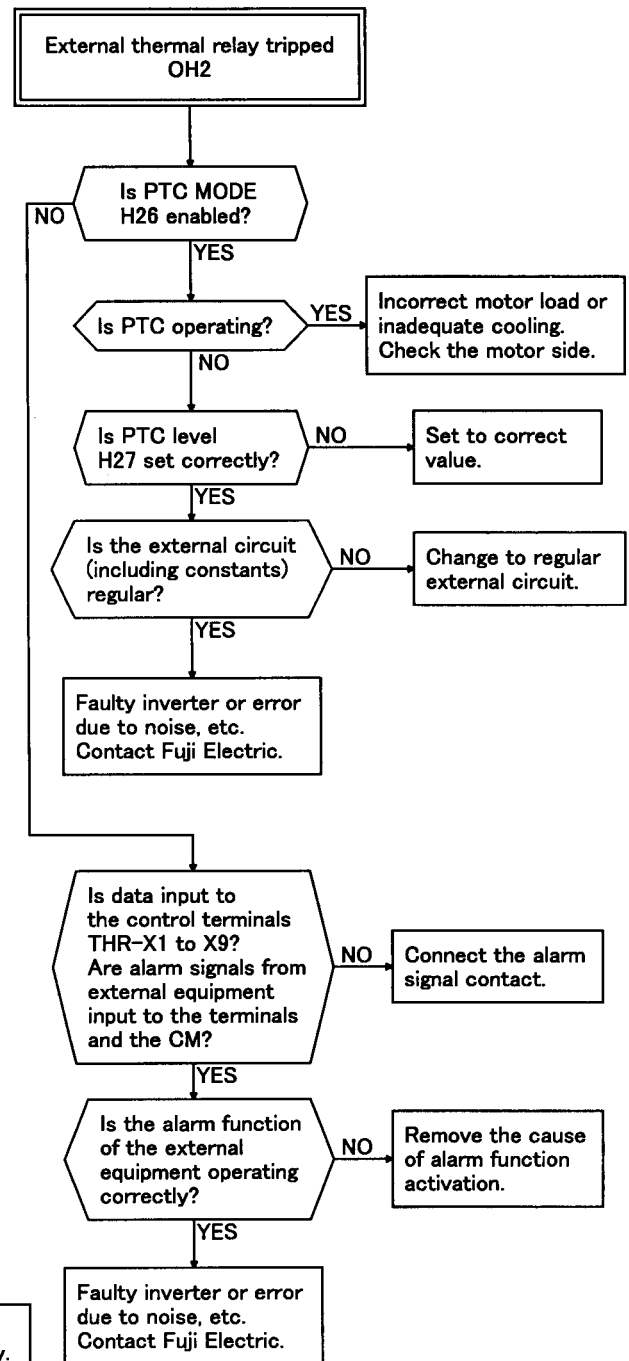 External thermal relay tripped
OH2
Is PTC MODE
H26 enabled?
NO
YES
Is PTC operating?
YES
Incorrect motor load or
inadequate cooling.
Check the motor side.
NO
Is PTC level
H27 set correctly?
NO
Set to correct
value.
YES
Is the external circuit
(including constants)
regular?
NO
Change to regular
external circuit.
YES
Faulty inverter or error
due to noise, etc.
Contact Fuji Electric.
Is data input to
the control terminals
THR-X1 to X9?
Are alarm signals from
external equipment
input to the terminals
and the CM?
NO
Connect the alarm
signal contact.
YES
Is the alarm function
of the external
equipment operating
correctly?
NO
Remove the cause
of alarm function
activation.
YES
Faulty inverter or error
due to noise, etc.
Contact Fuji Electric.